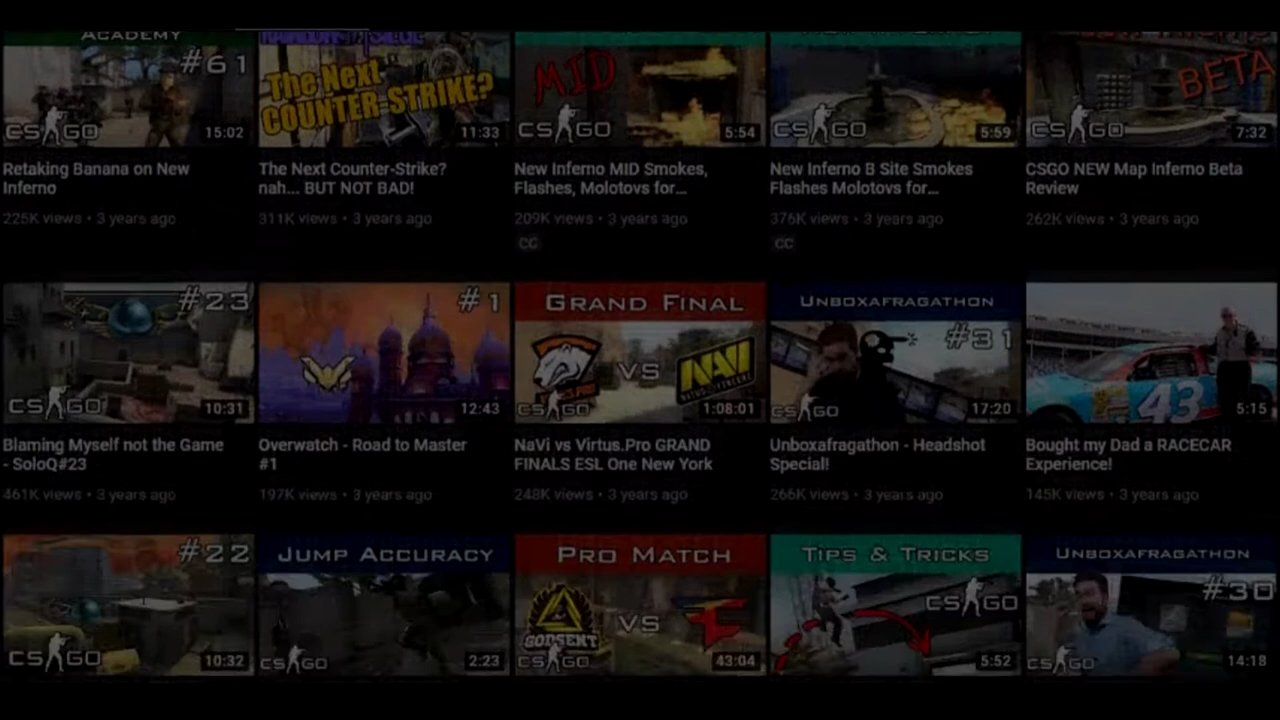 ACADEMY
#61
CS GO
15:02
The Next
COUNTER-STRIKE?
11:33
MID
CS GO
5:54
CS GO
5:59
BETA
CS GO
7:32
Retaking Banana on New
Inferno
225K views • 3 years ago
The Next Counter-Strike?
nah... BUT NOT BAD!
311K views • 3 years ago
New Inferno MID Smokes,
Flashes, Molotovs for...
209K views • 3 years ago
CC
New Inferno B Site Smokes
Flashes Molotovs for...
376K views • 3 years ago
CC
CSGO NEW Map Inferno Beta
Review
262K views • 3 years ago
#23
CS GO
10:31
#1
12:43
GRAND FINAL
VS
NAVI
CS GO
1:08:01
UNBOXAFRAGATHON
#31
CS GO
17:20
43
5:15
Blaming Myself not the Game
- SoloQ#23
461K views • 3 years ago
Overwatch - Road to Master
#1
197K views • 3 years ago
NaVi vs Virtus.Pro GRAND
FINALS ESL One New York
248K views • 3 years ago
Unboxafragathon - Headshot
Special!
266K views • 3 years ago
Bought my Dad a RACECAR
Experience!
145K views • 3 years ago
#22
CS GO
10:32
JUMP ACCURACY
CS GO
2:23
PRO MATCH
GODSENT
VS
CS GO
43:04
TIPS & TRICKS
CS GO
5:52
UNBOXAFRAGATHON
#30
CS GO
14:18